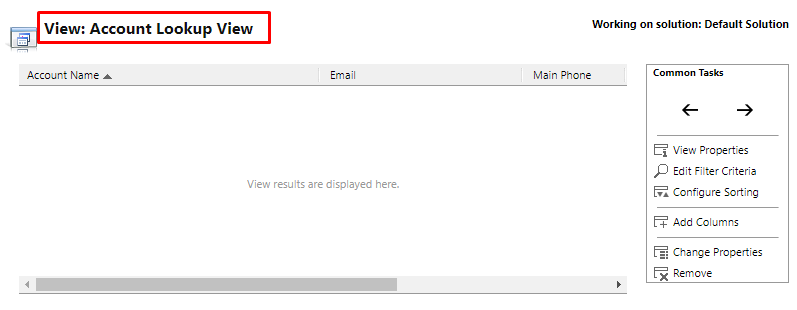 View: Account Lookup View
Working on solution: Default Solution
Account Name
Email
Main Phone
View results are displayed here.
Common Tasks
View Properties
Edit Filter Criteria
Configure Sorting
Add Columns
Change Properties
Remove